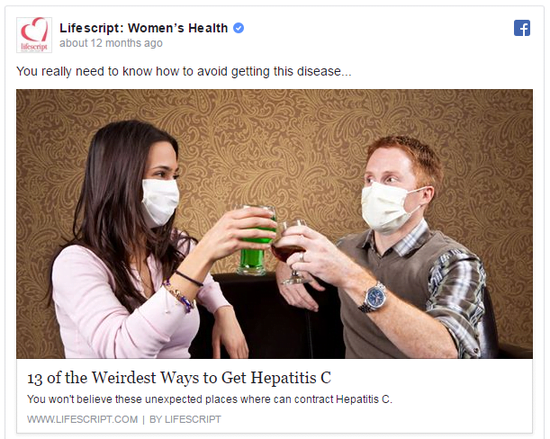 Lifescript: Women's Health
lifescript
about 12 months ago
You really need to know how to avoid getting this disease...
13 of the Weirdest Ways to Get Hepatitis C
You won't believe these unexpected places where can contract Hepatitis C.
WWW.LIFESCRIPT.COM | BY LIFESCRIPT